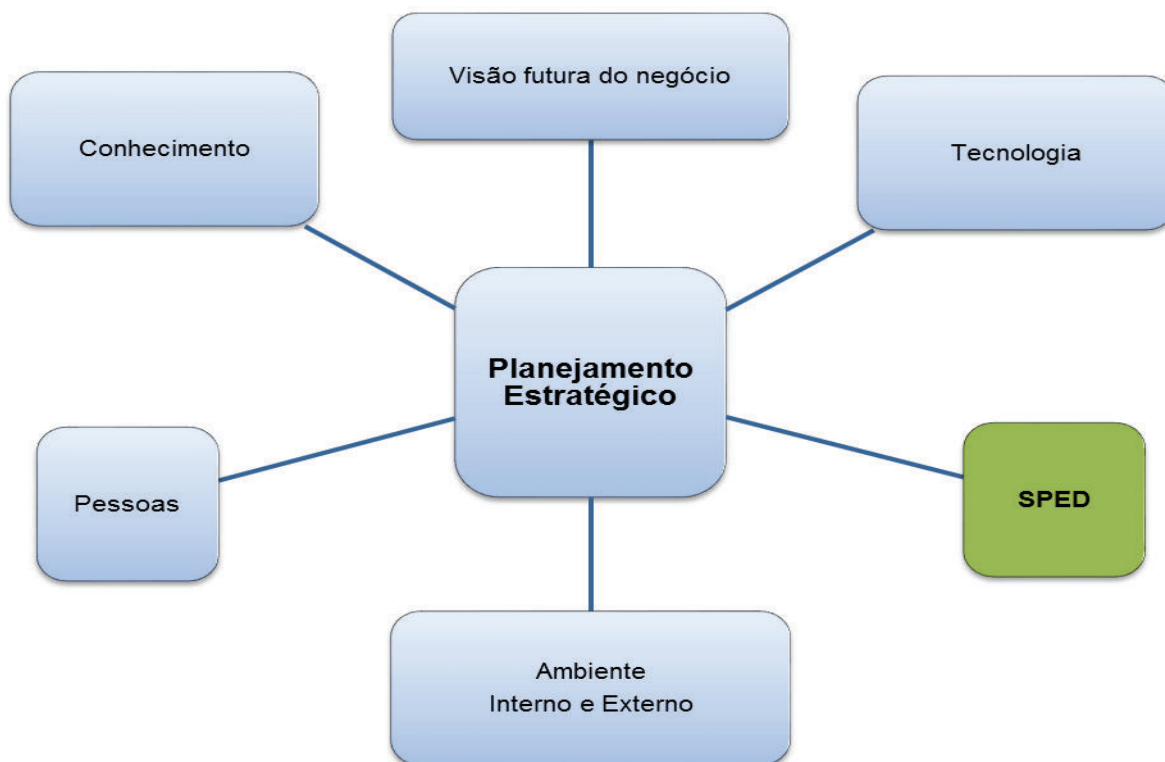 Visão futura do negócio
Conhecimento
Tecnologia
Planejamento
Estratégico
Pessoas
SPED
Ambiente
Interno e Externo